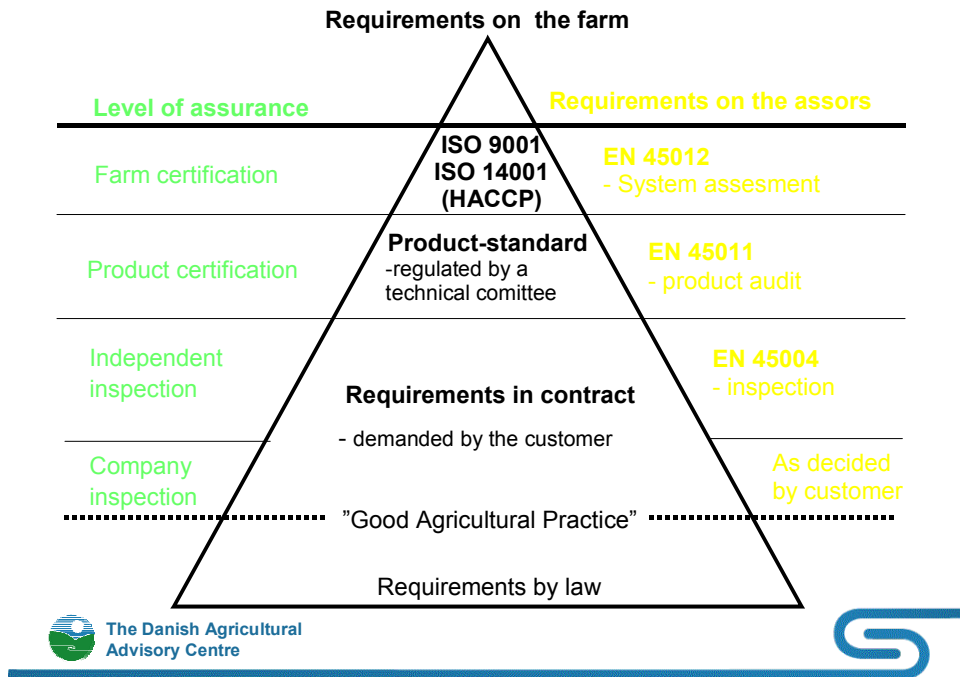 Requirements on  the farm
Level of assurance
Requirements on the assors
Farm certification
ISO 9001
ISO 14001
(HACCP)
EN 45012
- System assesment
Product certification
Product-standard
-regulated by a
technical comittee
EN 45011
- product audit
Independent
inspection
Requirements in contract
- demanded by the customer
EN 45004
- inspection
Company
inspection
As decided
by customer
”Good Agricultural Practice”
Requirements by law
The Danish Agricultural
Advisory Centre